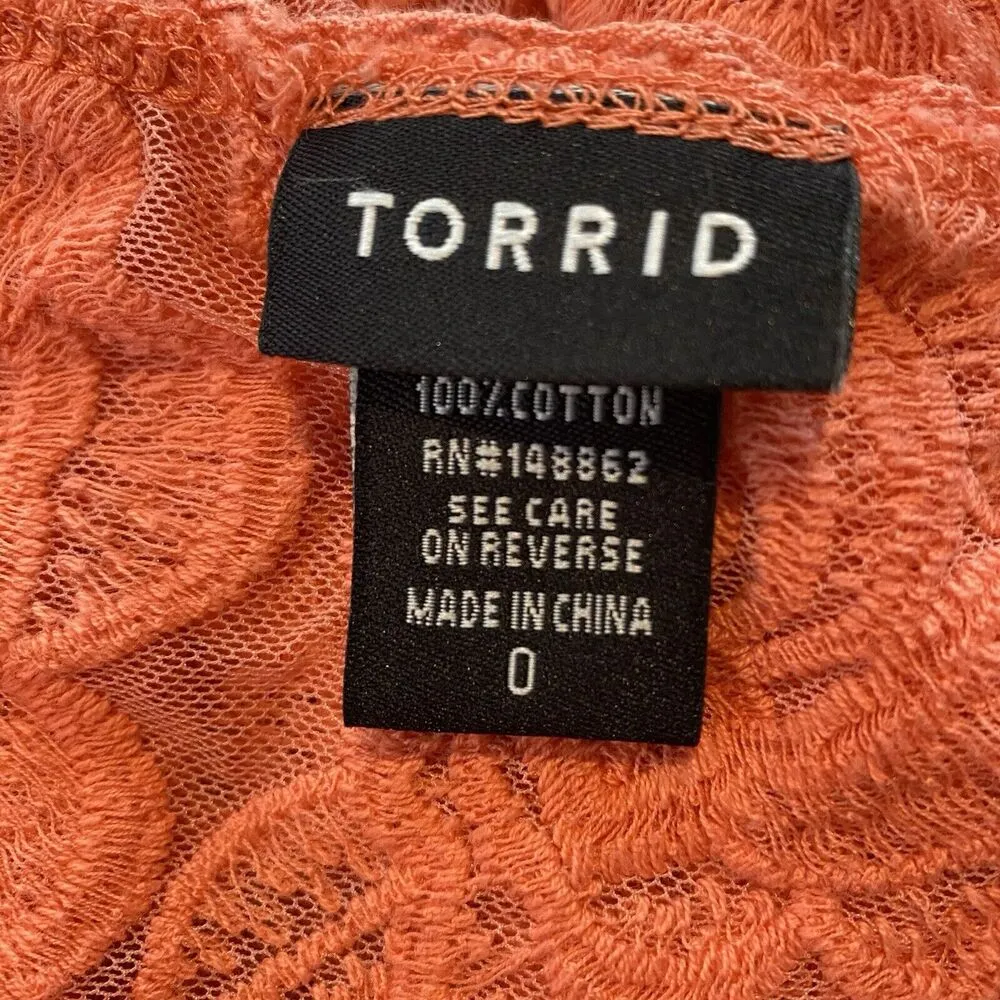 TORRID
100% COTTON
RN#148862
SEE CARE
ON REVERSE
MADE IN CHINA
0